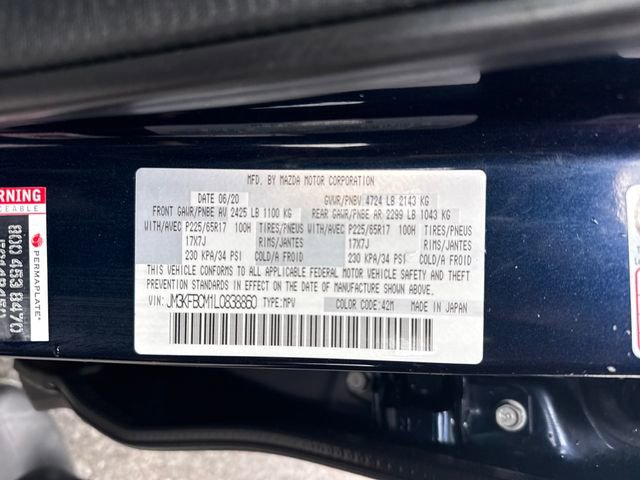 MFD. BY MAZDA MOTOR CORPORATION
DATE 06/20 GVWR/PNBV 4724 LB 2143 KG
FRONT GAWR/PNBE AV 2425 LB 1100 KG REAR GAWR/PNBE AR 2299 LB 1043 KG
WITH/AVEC P225/65R17 100H TIRES/PNEUS WITH/AVEC P225/65R17 100H TIRES/PNEUS
17X7J RIMS/JANTES 17X7J RIMS/JANTES
230 KPA/34 PSI COLD/A FROID 230 KPA/34 PSI COLD/A FROID
THIS VEHICLE CONFORMS TO ALL APPLICABLE FEDERAL MOTOR VEHICLE SAFETY AND THEFT
PREVENTION STANDARDS IN EFFECT ON THE DATE OF MANUFACTURE SHOWN ABOVE.
VIN: JM3KFBCM1L0838860 TYPE:MPV COLOR CODE:42M MADE IN JAPAN
PERMAPLATE
800 453 8470